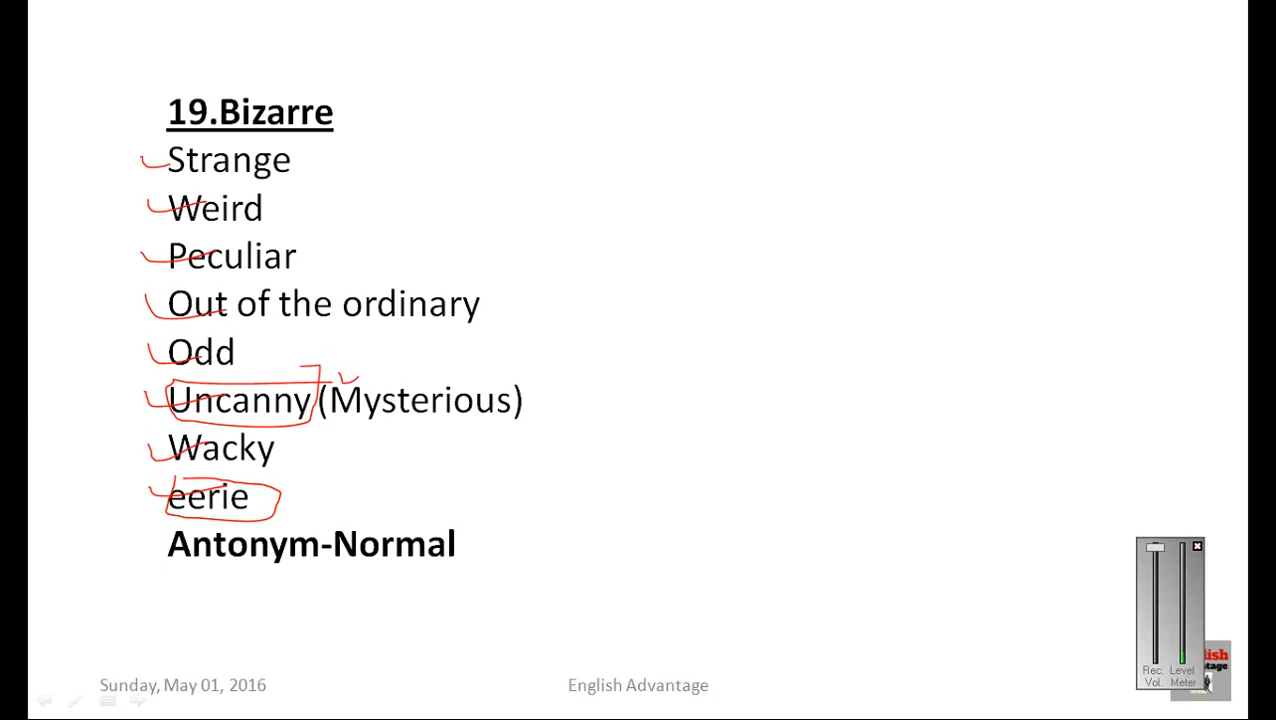 19.Bizarre
Strange
Weird
Peculiar
Out of the ordinary
Odd
Uncanny (Mysterious)
Wacky
eerie
Antonym-Normal
Sunday, May 01, 2016
English Advantage
Rec. Level
Vol. Meter